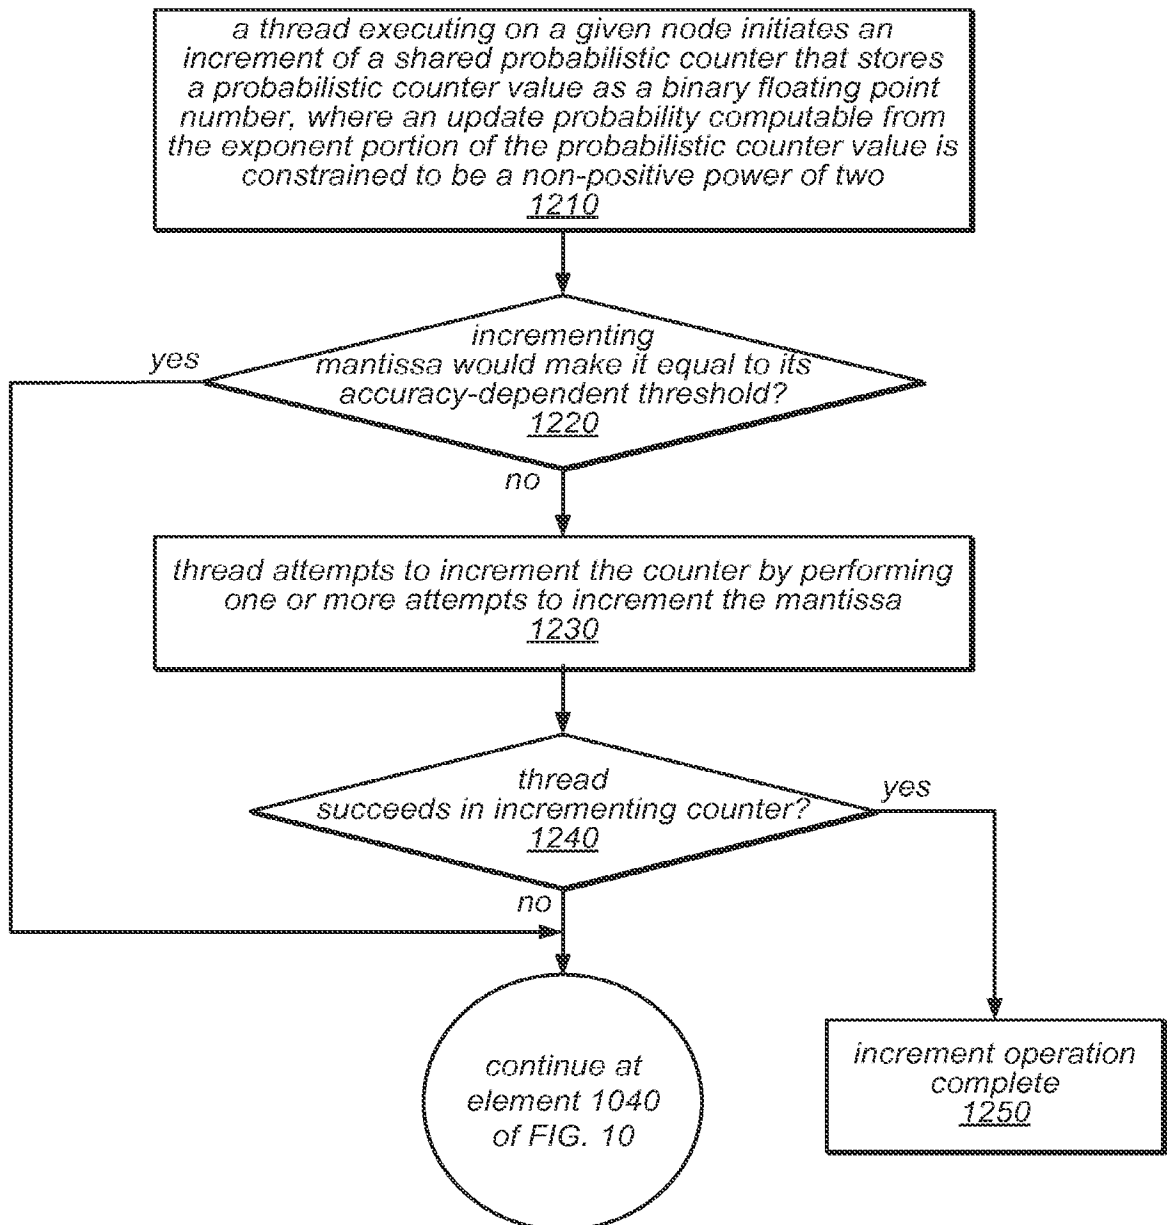 a thread executing on a given node initiates an
increment of a shared probabilistic counter that stores
a probabilistic counter value as a binary floating point
number, where an update probability computable from
the exponent portion of the probabilistic counter value is
constrained to be a non-positive power of two
1210
incrementing
mantissa would make it equal to its
accuracy-dependent threshold?
1220
yes
no
thread attempts to increment the counter by performing
one or more attempts to increment the mantissa
1230
thread
succeeds in incrementing counter?
1240
yes
no
continue at
element 1040
of FIG. 10
increment operation
complete
1250